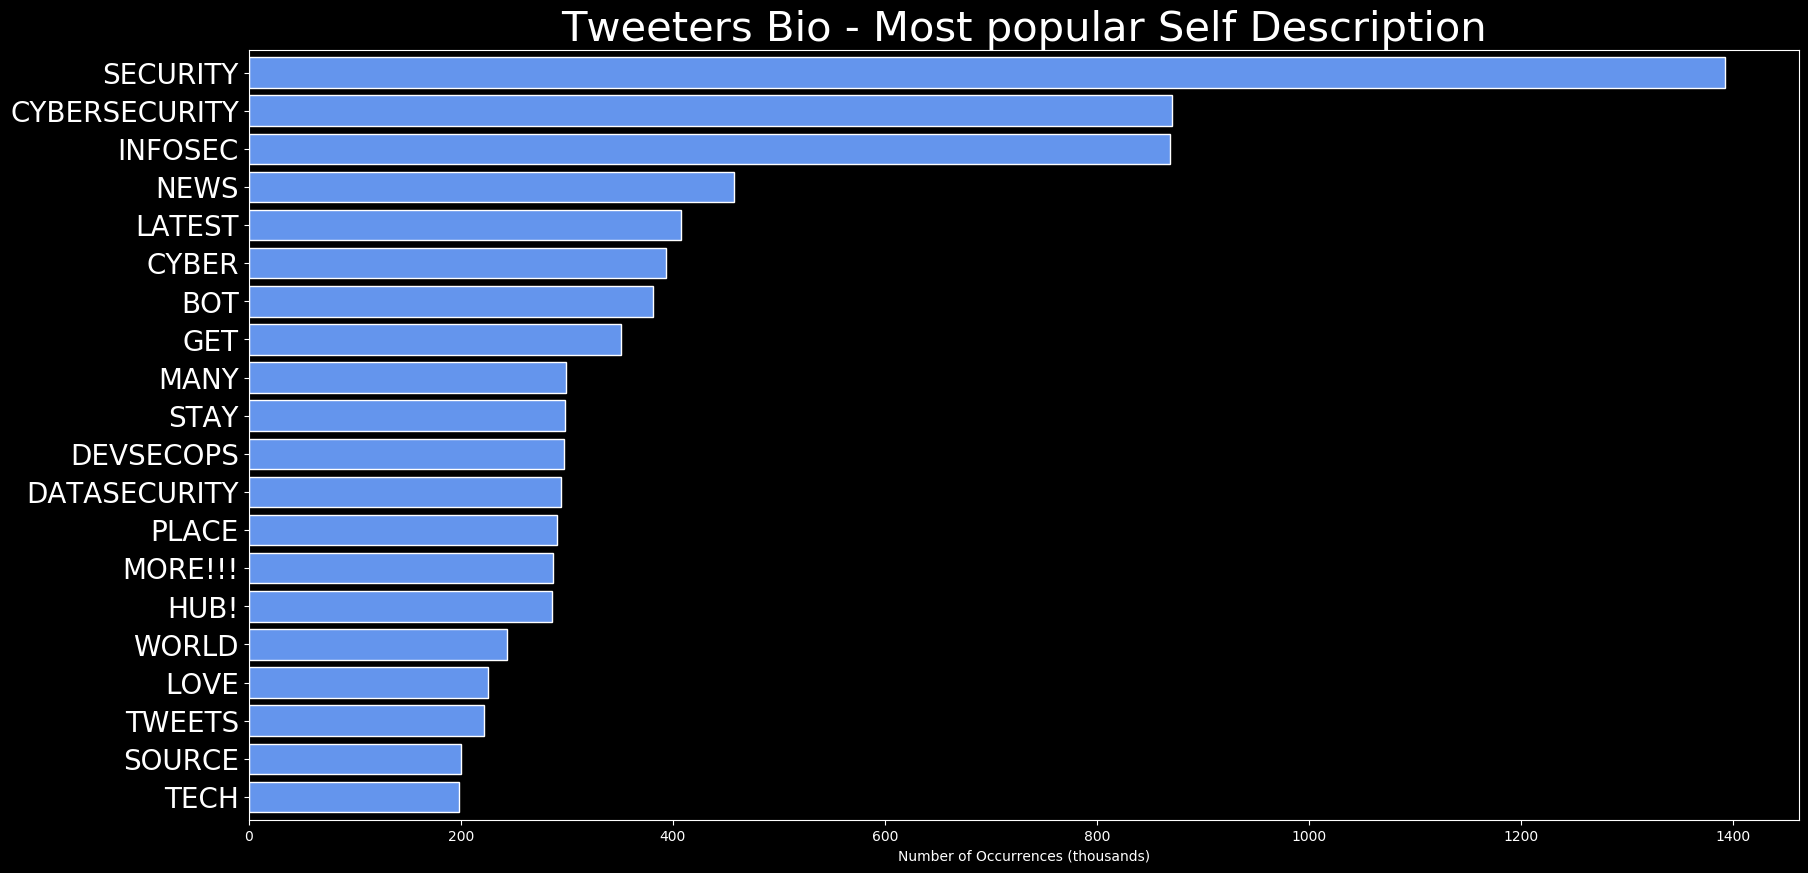 Tweeters Bio - Most popular Self Description
SECURITY
CYBERSECURITY
INFOSEC
NEWS
LATEST
CYBER
BOT
GET
MANY
STAY
DEVSECOPS
DATASECURITY
PLACE
MORE!!!
HUB!
WORLD
LOVE
TWEETS
SOURCE
TECH
0 200 400 600 800 1000 1200 1400
Number of Occurrences (thousands)